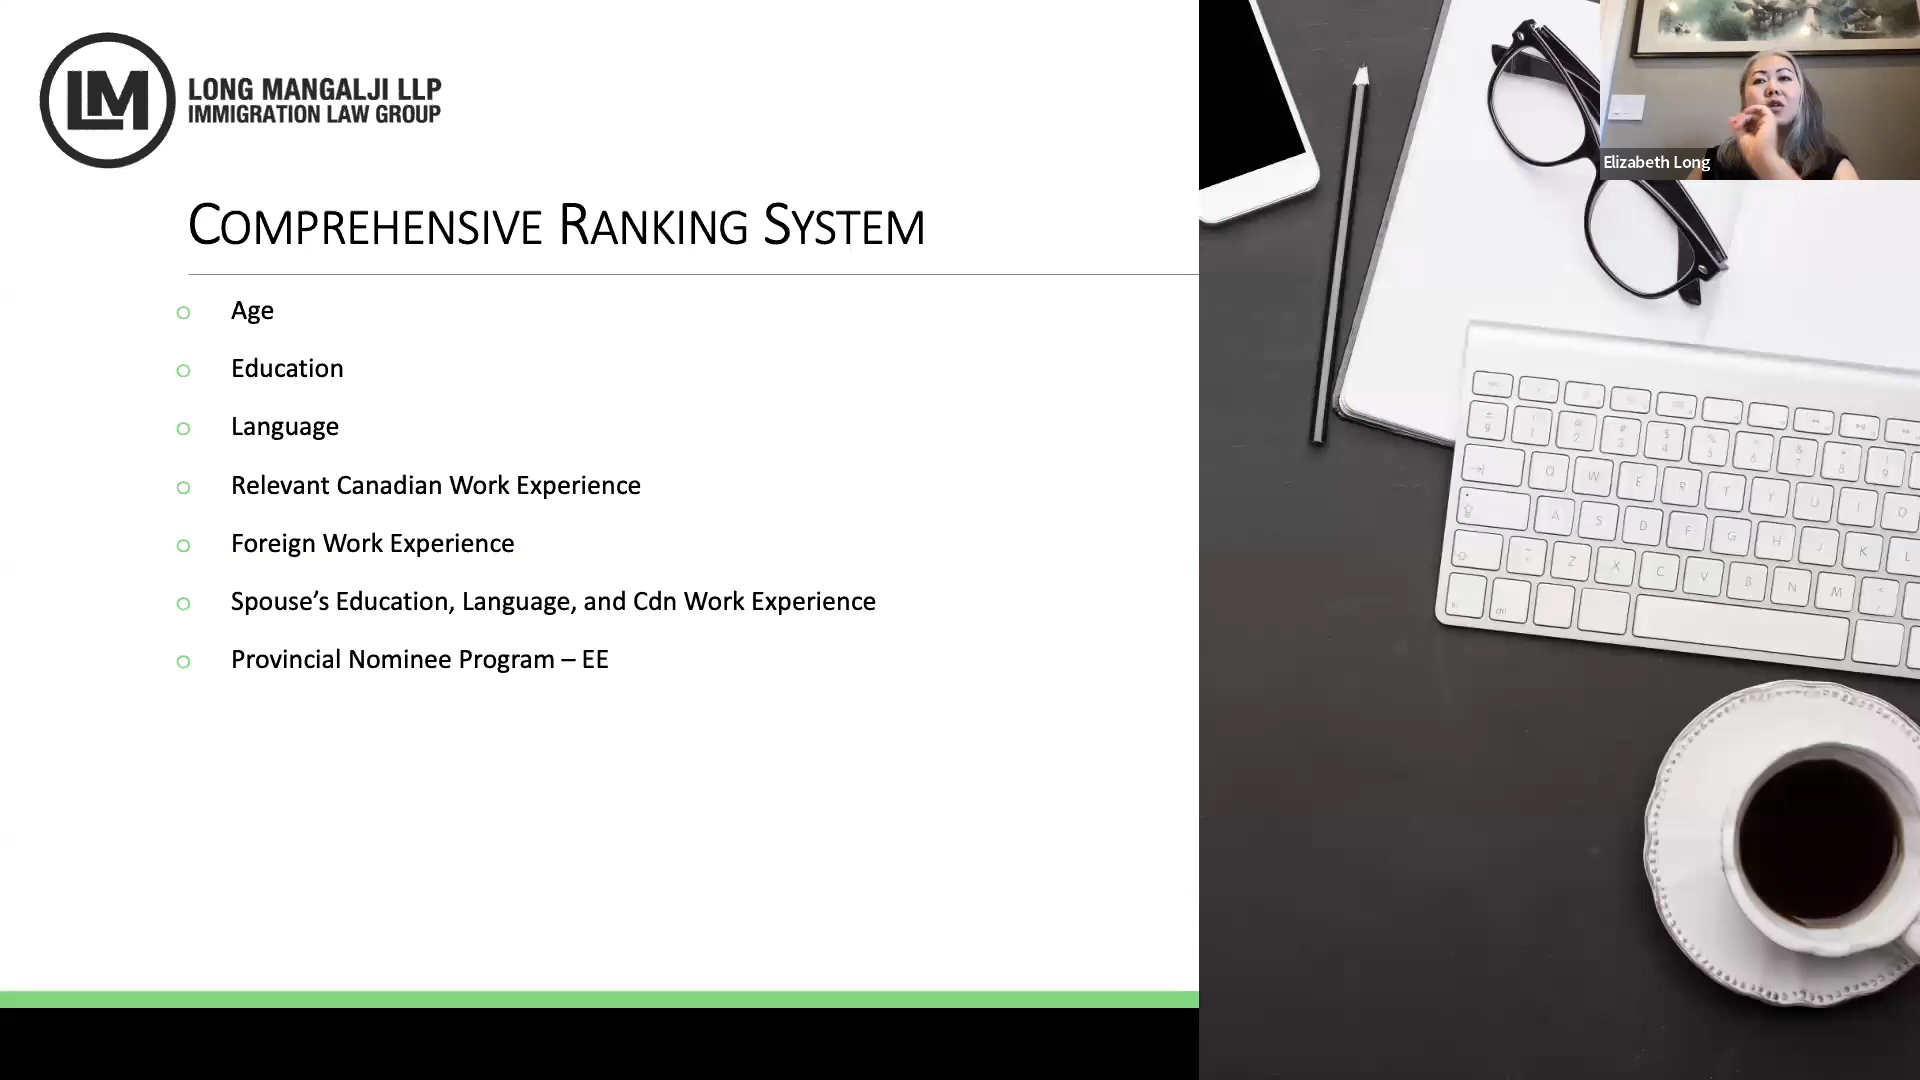 LM
LONG MANGALJI LLP
IMMIGRATION LAW GROUP
COMPREHENSIVE RANKING SYSTEM
Age
Education
Language
Relevant Canadian Work Experience
Foreign Work Experience
Spouse's Education, Language, and Cdn Work Experience
Provincial Nominee Program – EE
Elizabeth Long
Q W E R T Y U I O
A S D F G H J K L
Z X C V B N M